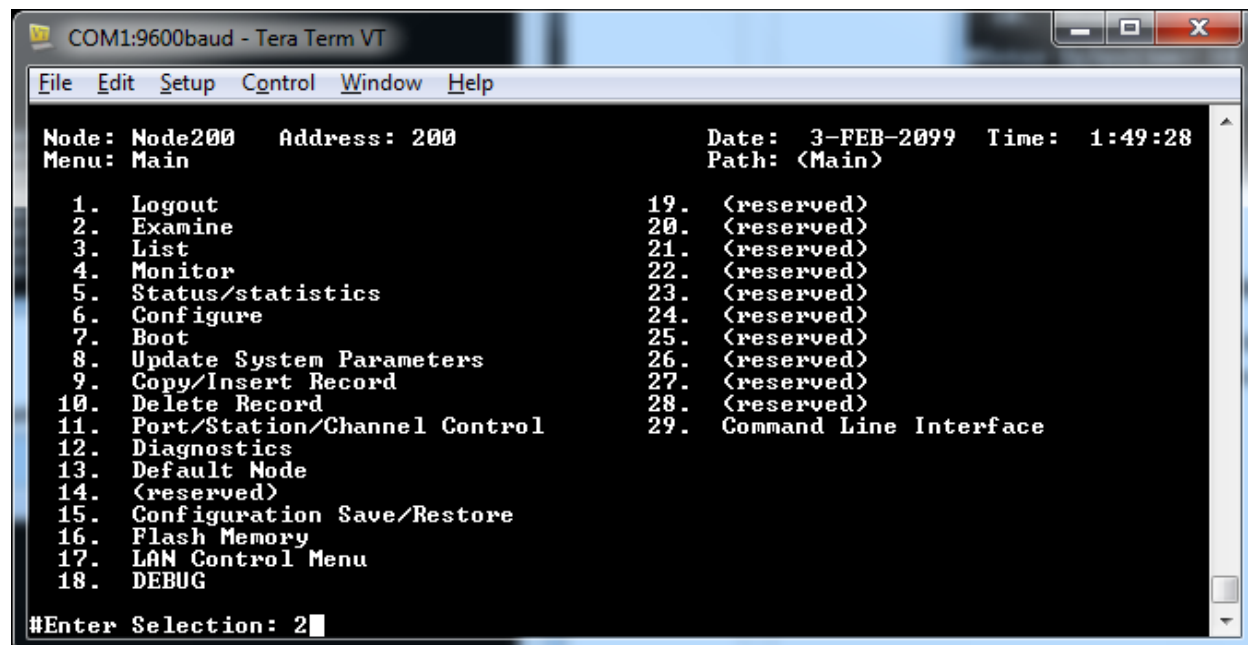 COM1:9600baud - Tera Term VT
File Edit Setup Control Window Help
Node: Node200 Address: 200 Date: 3-FEB-2099 Time: 1:49:28
Menu: Main Path: (Main)
1. Logout 19. (reserved)
2. Examine 20. (reserved)
3. List 21. (reserved)
4. Monitor 22. (reserved)
5. Status/statistics 23. (reserved)
6. Configure 24. (reserved)
7. Boot 25. (reserved)
8. Update System Parameters 26. (reserved)
9. Copy/Insert Record 27. (reserved)
10. Delete Record 28. (reserved)
11. Port/Station/Channel Control 29. Command Line Interface
12. Diagnostics
13. Default Node
14. (reserved)
15. Configuration Save/Restore
16. Flash Memory
17. LAN Control Menu
18. DEBUG
#Enter Selection: 2